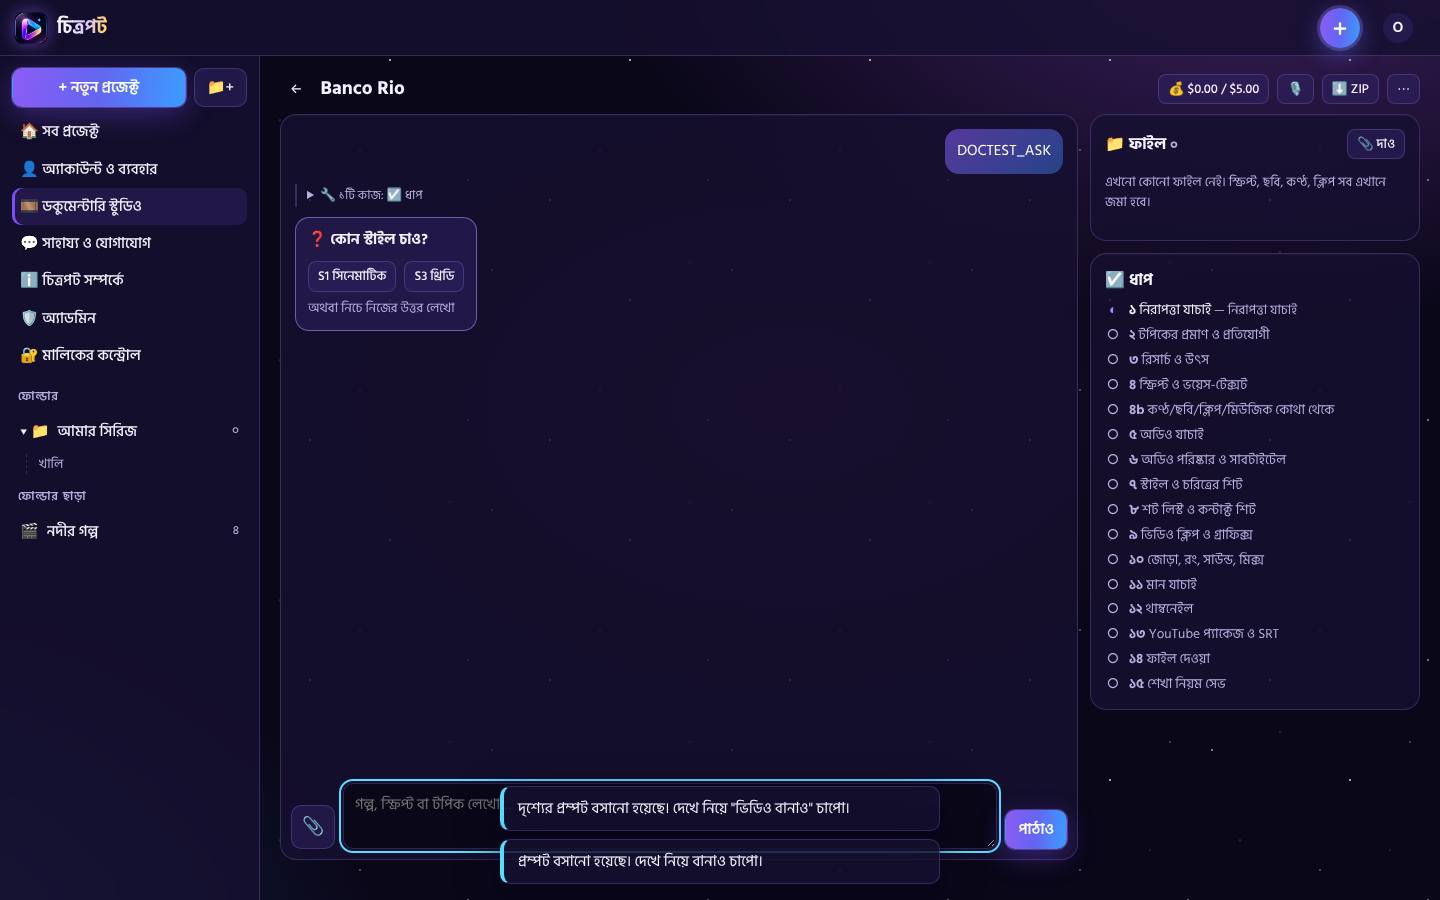 চিত্রপট
+
O
+ নতুন প্রজেক্ট
📁+
🏠 সব প্রজেক্ট
👤 অ্যাকাউন্ট ও ব্যবহার
🎞️ ডকুমেন্টারি স্টুডিও
💬 সাহায্য ও যোগাযোগ
ℹ️ চিত্রপট সম্পর্কে
🛡️ অ্যাডমিন
🔐 মালিকের কন্ট্রোল
ফোল্ডার
▾ 📁 আমার সিরিজ ০
খালি
ফোল্ডার ছাড়া
🎬 নদীর গল্প ৪
← Banco Rio
💰 $0.00 / $5.00
🎙️
⬇️ ZIP
⋯
DOCTEST_ASK
▶ 🔧 ১টি কাজ: ☑️ ধাপ
❓ কোন স্টাইল চাও?
S1 সিনেমাটিক
S3 থ্রিডি
অথবা নিচে নিজের উত্তর লেখো
📎
গল্প, স্ক্রিপ্ট বা টপিক লেখো
পাঠাও
দৃশ্যের প্রম্পট বসানো হয়েছে। দেখে নিয়ে "ভিডিও বানাও" চাপো।
প্রম্পট বসানো হয়েছে। দেখে নিয়ে বানাও চাপো।
📁 ফাইল ০
📎 দাও
এখনো কোনো ফাইল নেই। স্ক্রিপ্ট, ছবি, কণ্ঠ, ক্লিপ সব এখানে
জমা হবে।
☑️ ধাপ
১ নিরাপত্তা যাচাই — নিরাপত্তা যাচাই
২ টপিকের প্রমাণ ও প্রতিযোগী
৩ রিসার্চ ও উৎস
৪ স্ক্রিপ্ট ও ভয়েস-টেক্সট
৪b কণ্ঠ/ছবি/ক্লিপ/মিউজিক কোথা থেকে
৫ অডিও যাচাই
৬ অডিও পরিষ্কার ও সাবটাইটেল
৭ স্টাইল ও চরিত্রের শিট
৮ শট লিস্ট ও কন্টাক্ট শিট
৯ ভিডিও ক্লিপ ও গ্রাফিক্স
১০ জোড়া, রং, সাউন্ড, মিক্স
১১ মান যাচাই
১২ থাম্বনেইল
১৩ YouTube প্যাকেজ ও SRT
১৪ ফাইল দেওয়া
১৫ শেখা নিয়ম সেভ